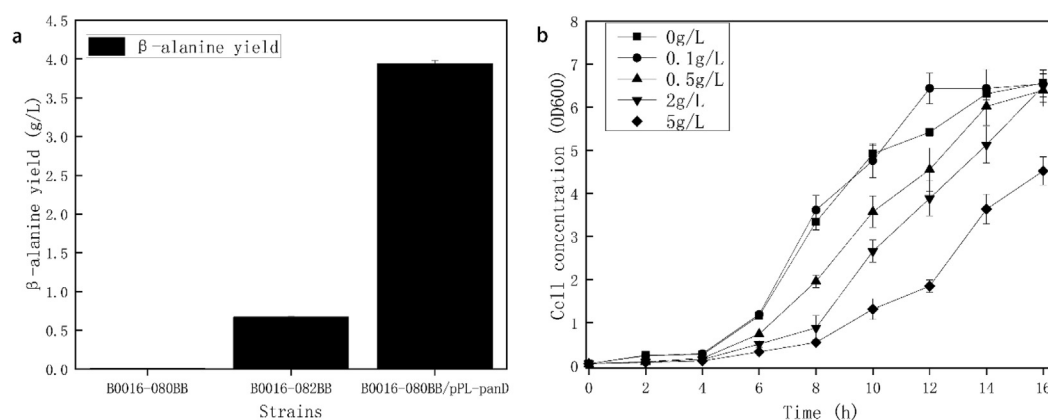 a
β-alanine yield
β-alanine yield (g/L)
4.5
4.0
3.5
3.0
2.5
2.0
1.5
1.0
0.5
0.0
B0016-080BB B0016-082BB B0016-080BB/pPL-panD
Strains
b
0g/L
0.1g/L
0.5g/L
2g/L
5g/L
Ccll concentration (OD600)
8
7
6
5
4
3
2
1
0
0 2 4 6 8 10 12 14 16
Time (h)